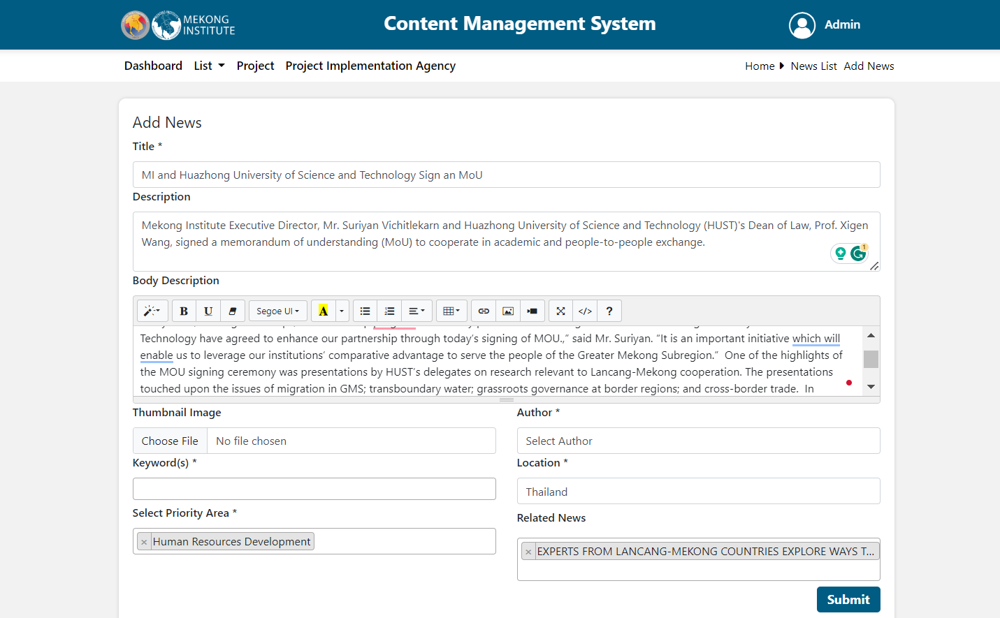 MEKONG INSTITUTE
MEKONG
INSTITUTE
Content Management System
Admin
Dashboard List Project Project Implementation Agency
Home News List Add News
Add News
Title *
MI and Huazhong University of Science and Technology Sign an MoU
Description
Mekong Institute Executive Director, Mr. Suriyan Vichitlekarn and Huazhong University of Science and Technology (HUST)'s Dean of Law, Prof. Xigen
Wang, signed a memorandum of understanding (MoU) to cooperate in academic and people-to-people exchange.
1
Body Description
B U Segoe UI A </> ?
Technology have agreed to enhance our partnership through today’s signing of MOU.,” said Mr. Suriyan. “It is an important initiative which will
enable us to leverage our institutions’ comparative advantage to serve the people of the Greater Mekong Subregion.” One of the highlights of
the MOU signing ceremony was presentations by HUST’s delegates on research relevant to Lancang-Mekong cooperation. The presentations
touched upon the issues of migration in GMS; transboundary water; grassroots governance at border regions; and cross-border trade. In
Thumbnail Image
Choose File No file chosen
Author *
Select Author
Keyword(s) *
Location *
Thailand
Select Priority Area *
× Human Resources Development
Related News
× EXPERTS FROM LANCANG-MEKONG COUNTRIES EXPLORE WAYS T...
Submit